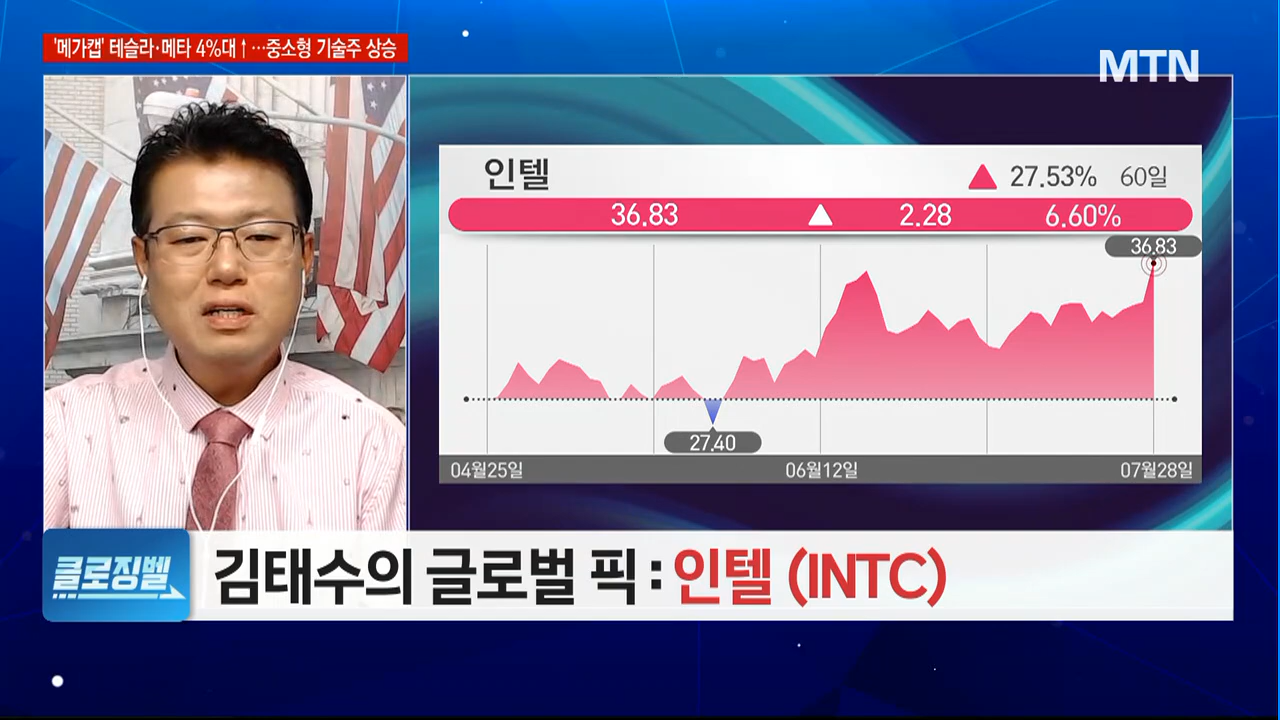 '메가캡' 테슬라·메타 4%대↑…중소형 기술주 상승
MTN
인텔 ▲ 27.53% 60일
36.83 △ 2.28 6.60%
36.83
27.40
04월25일 06월12일 07월28일
클로징벨
김태수의 글로벌 픽 : 인텔 (INTC)